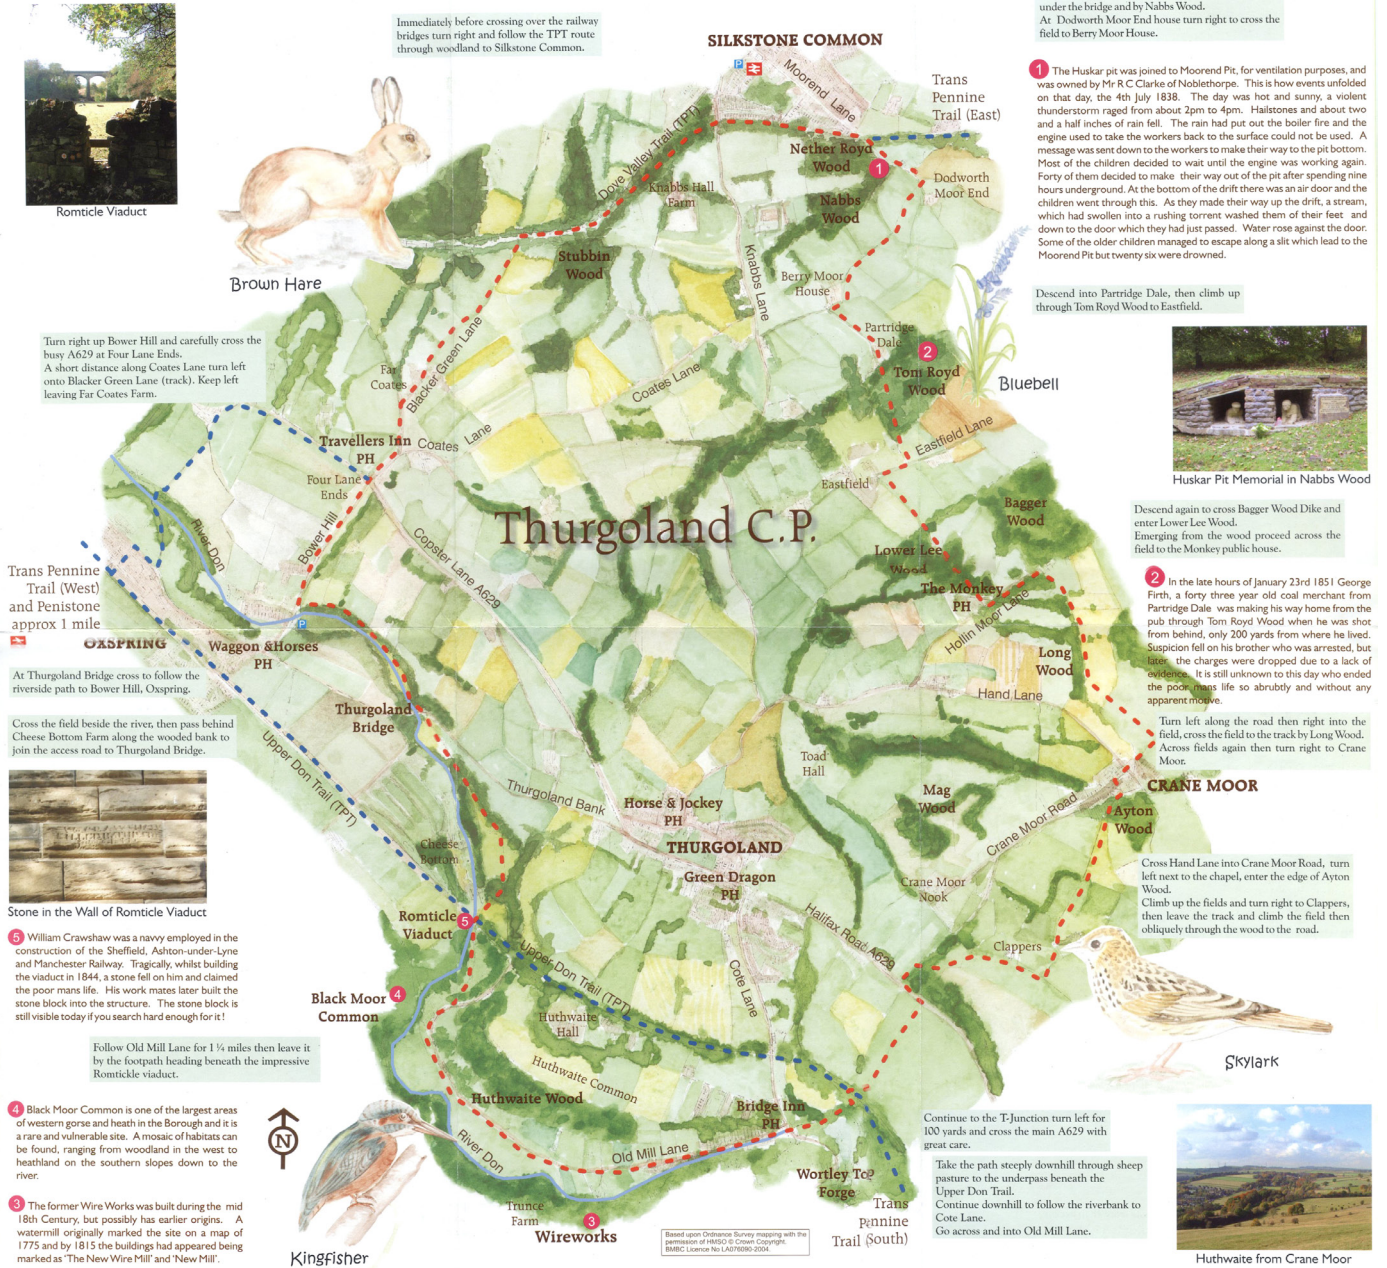 Immediately before crossing over the railway
bridges turn right and follow the TPT route
through woodland to Silkstone Common.
under the bridge and by Nabbs Wood.
At Dodworth Moor End house turn right to cross the
field to Berry Moor House.
Romticle Viaduct
Brown Hare
SILKSTONE COMMON
P
Moorend Lane
Trans
Pennine
Trail (East)
Dove Valley Trail (TPT)
Nether Royd
Wood
1
Knabbs Hall
Farm
Nabbs
Wood
Dodworth
Moor End
Stubbin
Wood
Knabbs Lane
Berry Moor
House
Partridge
Dale
2
Tom Royd
Wood
Bluebell
1 The Huskar pit was joined to Moorend Pit, for ventilation purposes, and
was owned by Mr R C Clarke of Noblethorpe. This is how events unfolded
on that day, the 4th July 1838. The day was hot and sunny, a violent
thunderstorm raged from about 2pm to 4pm. Hailstones and about two
and a half inches of rain fell. The rain had put out the boiler fire and the
engine used to take the workers back to the surface could not be used. A
message was sent down to the workers to make their way to the pit bottom.
Most of the children decided to wait until the engine was working again.
Forty of them decided to make their way out of the pit after spending nine
hours underground. At the bottom of the drift there was an air door and the
children went through this. As they made their way up the drift, a stream,
which had swollen into a rushing torrent washed them of their feet and
down to the door which they had just passed. Water rose against the door.
Some of the older children managed to escape along a slit which lead to the
Moorend Pit but twenty six were drowned.
Descend into Partridge Dale, then climb up
through Tom Royd Wood to Eastfield.
Huskar Pit Memorial in Nabbs Wood
Turn right up Bower Hill and carefully cross the
busy A629 at Four Lane Ends.
A short distance along Coates Lane turn left
onto Blacker Green Lane (track). Keep left
leaving Far Coates Farm.
Far
Coates
Blacker Green Lane
Coates Lane
Travellers Inn
PH
Coates Lane
Four Lane
Ends
Eastfield Lane
Eastfield
Bagger
Wood
Thurgoland C.P.
River Don
Bower Hill
Copster Lane A629
Lower Lee
Wood
The Monkey
PH
Hollin Moor Lane
Long
Wood
Hand Lane
Descend again to cross Bagger Wood Dike and
enter Lower Lee Wood.
Emerging from the wood proceed across the
field to the Monkey public house.
2 In the late hours of January 23rd 1851 George
Firth, a forty three year old coal merchant from
Partridge Dale was making his way home from the
pub through Tom Royd Wood when he was shot
from behind, only 200 yards from where he lived.
Suspicion fell on his brother who was arrested, but
later the charges were dropped due to a lack of
evidence. It is still unknown to this day who ended
the poor mans life so abrubtly and without any
apparent motive.
Turn left along the road then right into the
field, cross the field to the track by Long Wood.
Across fields again then turn right to Crane
Moor.
Trans Pennine
Trail (West)
and Penistone
approx 1 mile
OXSPRING
P
Waggon &Horses
PH
At Thurgoland Bridge cross to follow the
riverside path to Bower Hill, Oxspring.
Cross the field beside the river, then pass behind
Cheese Bottom Farm along the wooded bank to
join the access road to Thurgoland Bridge.
Thurgoland
Bridge
Upper Don Trail (TPT)
Thurgoland Bank
Horse & Jockey
PH
THURGOLAND
Green Dragon
PH
Toad
Hall
Mag
Wood
CRANE MOOR
Ayton
Wood
Crane Moor Road
Crane Moor
Nook
Cheese
Bottom
Stone in the Wall of Romticle Viaduct
Romticle
Viaduct
5
Halifax Road A629
Clappers
Cross Hand Lane into Crane Moor Road, turn
left next to the chapel, enter the edge of Ayton
Wood.
Climb up the fields and turn right to Clappers,
then leave the track and climb the field then
obliquely through the wood to the road.
5 William Crawshaw was a navvy employed in the
construction of the Sheffield, Ashton-under-Lyne
and Manchester Railway. Tragically, whilst building
the viaduct in 1844, a stone fell on him and claimed
the poor mans life. His work mates later built the
stone block into the structure. The stone block is
still visible today if you search hard enough for it!
Black Moor
Common
4
Upper Don Trail (TPT)
Cote Lane
Huthwaite
Hall
Huthwaite Common
Huthwaite Wood
Skylark
Follow Old Mill Lane for 1 ¼ miles then leave it
by the footpath heading beneath the impressive
Romtickle viaduct.
4 Black Moor Common is one of the largest areas
of western gorse and heath in the Borough and it is
a rare and vulnerable site. A mosaic of habitats can
be found, ranging from woodland in the west to
heathland on the southern slopes down to the
river.
3 The former Wire Works was built during the mid
18th Century, but possibly has earlier origins. A
watermill originally marked the site on a map of
1775 and by 1815 the buildings had appeared being
marked as 'The New Wire Mill' and 'New Mill'.
N
Kingfisher
River Don
Old Mill Lane
Bridge Inn
PH
Trunce
Farm
3
Wireworks
Wortley Top
Forge
Trans
Pennine
Trail (South)
Based upon Ordnance Survey mapping with the
permission of HMSO © Crown Copyright.
BMBC Licence No LA076090-2004.
Continue to the T-Junction turn left for
100 yards and cross the main A629 with
great care.
Take the path steeply downhill through sheep
pasture to the underpass beneath the
Upper Don Trail.
Continue downhill to follow the riverbank to
Cote Lane.
Go across and into Old Mill Lane.
Huthwaite from Crane Moor